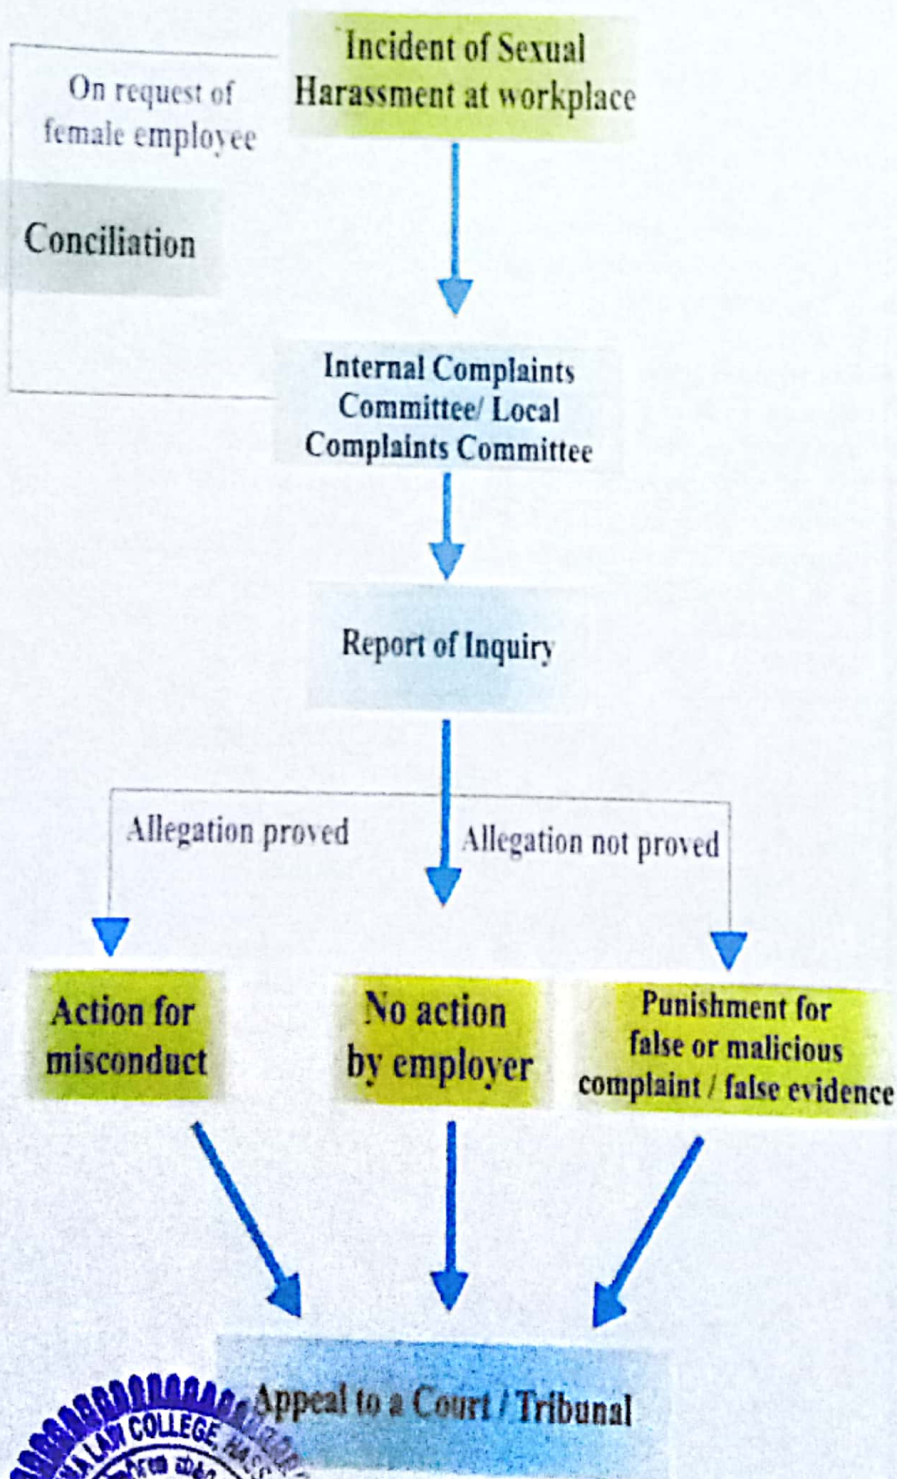 Incident of Sexual
Harassment at workplace
On request of
female employee
Conciliation
Internal Complaints
Committee/ Local
Complaints Committee
Report of Inquiry
Allegation proved
Allegation not proved
Action for
misconduct
No action
by employer
Punishment for
false or malicious
complaint / false evidence
Appeal to a Court / Tribunal
LAW COLLEGE,